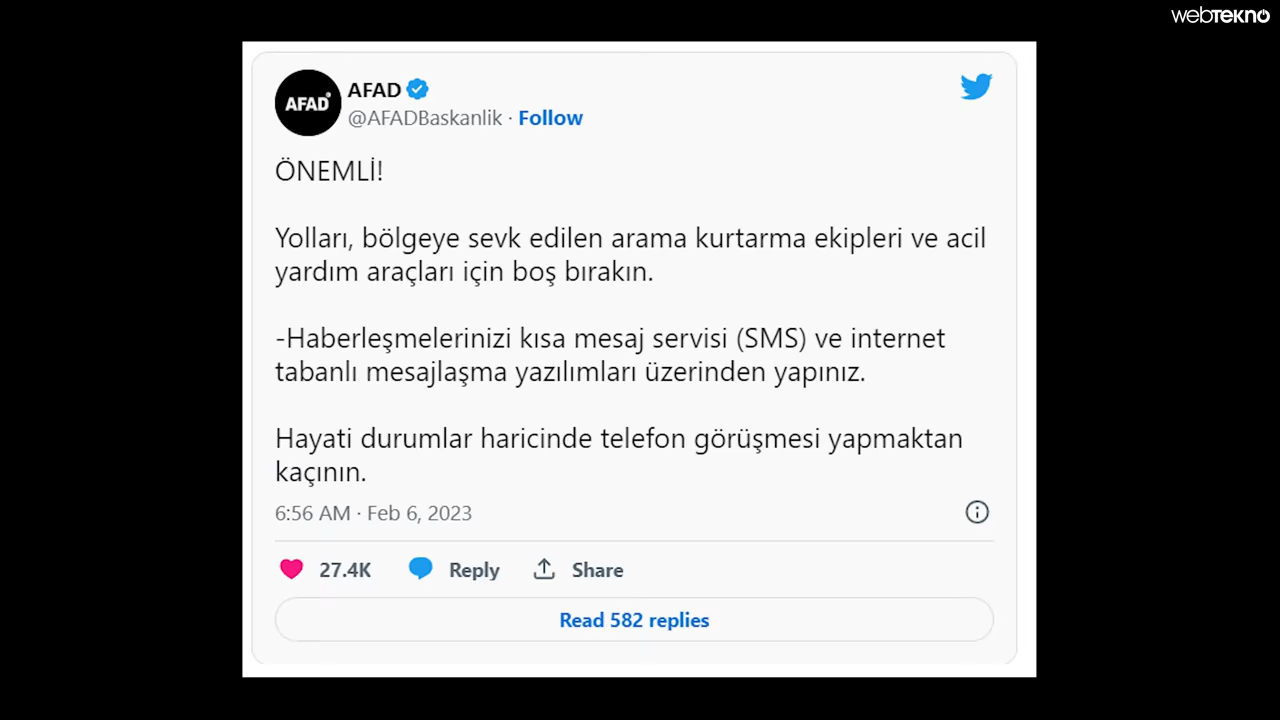 webtekno
AFAD
AFAD
@AFADBaskanlik · Follow
ÖNEMLİ!
Yolları, bölgeye sevk edilen arama kurtarma ekipleri ve acil
yardım araçları için boş bırakın.
-Haberleşmelerinizi kısa mesaj servisi (SMS) ve internet
tabanlı mesajlaşma yazılımları üzerinden yapınız.
Hayati durumlar haricinde telefon görüşmesi yapmaktan
kaçının.
6:56 AM · Feb 6, 2023
27.4K Reply Share
Read 582 replies